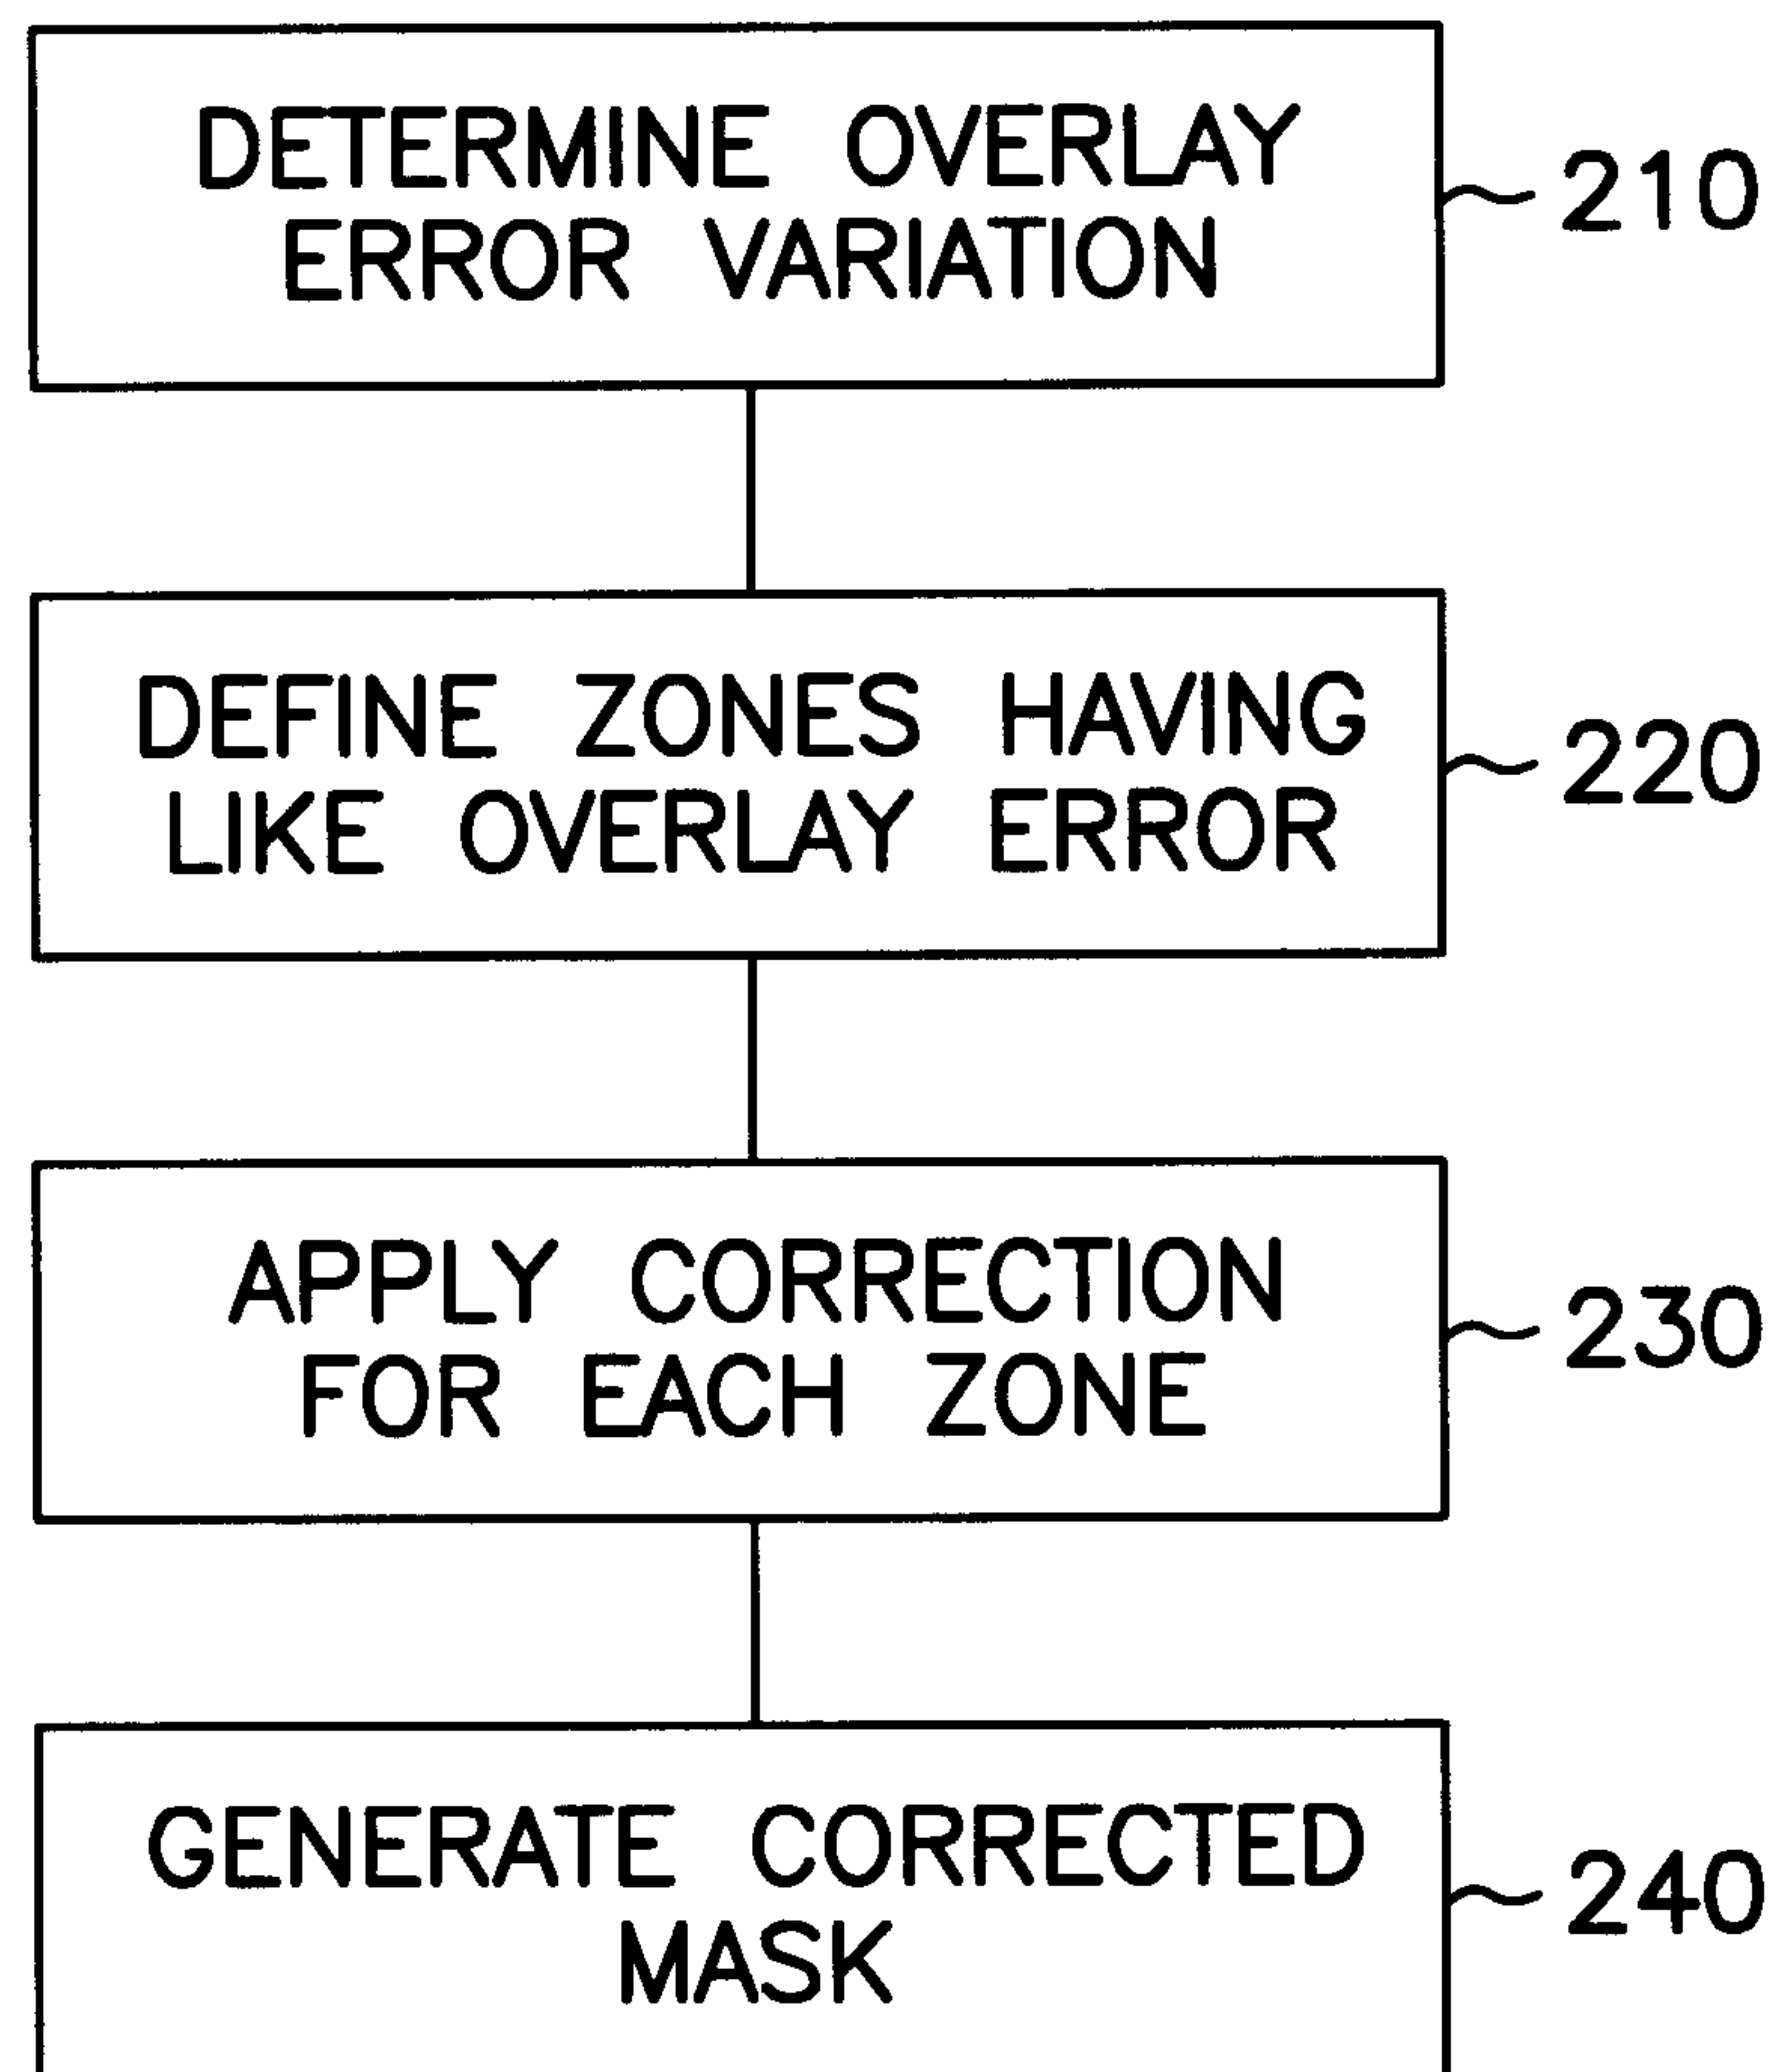 DETERMINE OVERLAY
ERROR VARIATION
210
DEFINE ZONES HAVING
LIKE OVERLAY ERROR
220
APPLY CORRECTION
FOR EACH ZONE
230
GENERATE CORRECTED
MASK
240